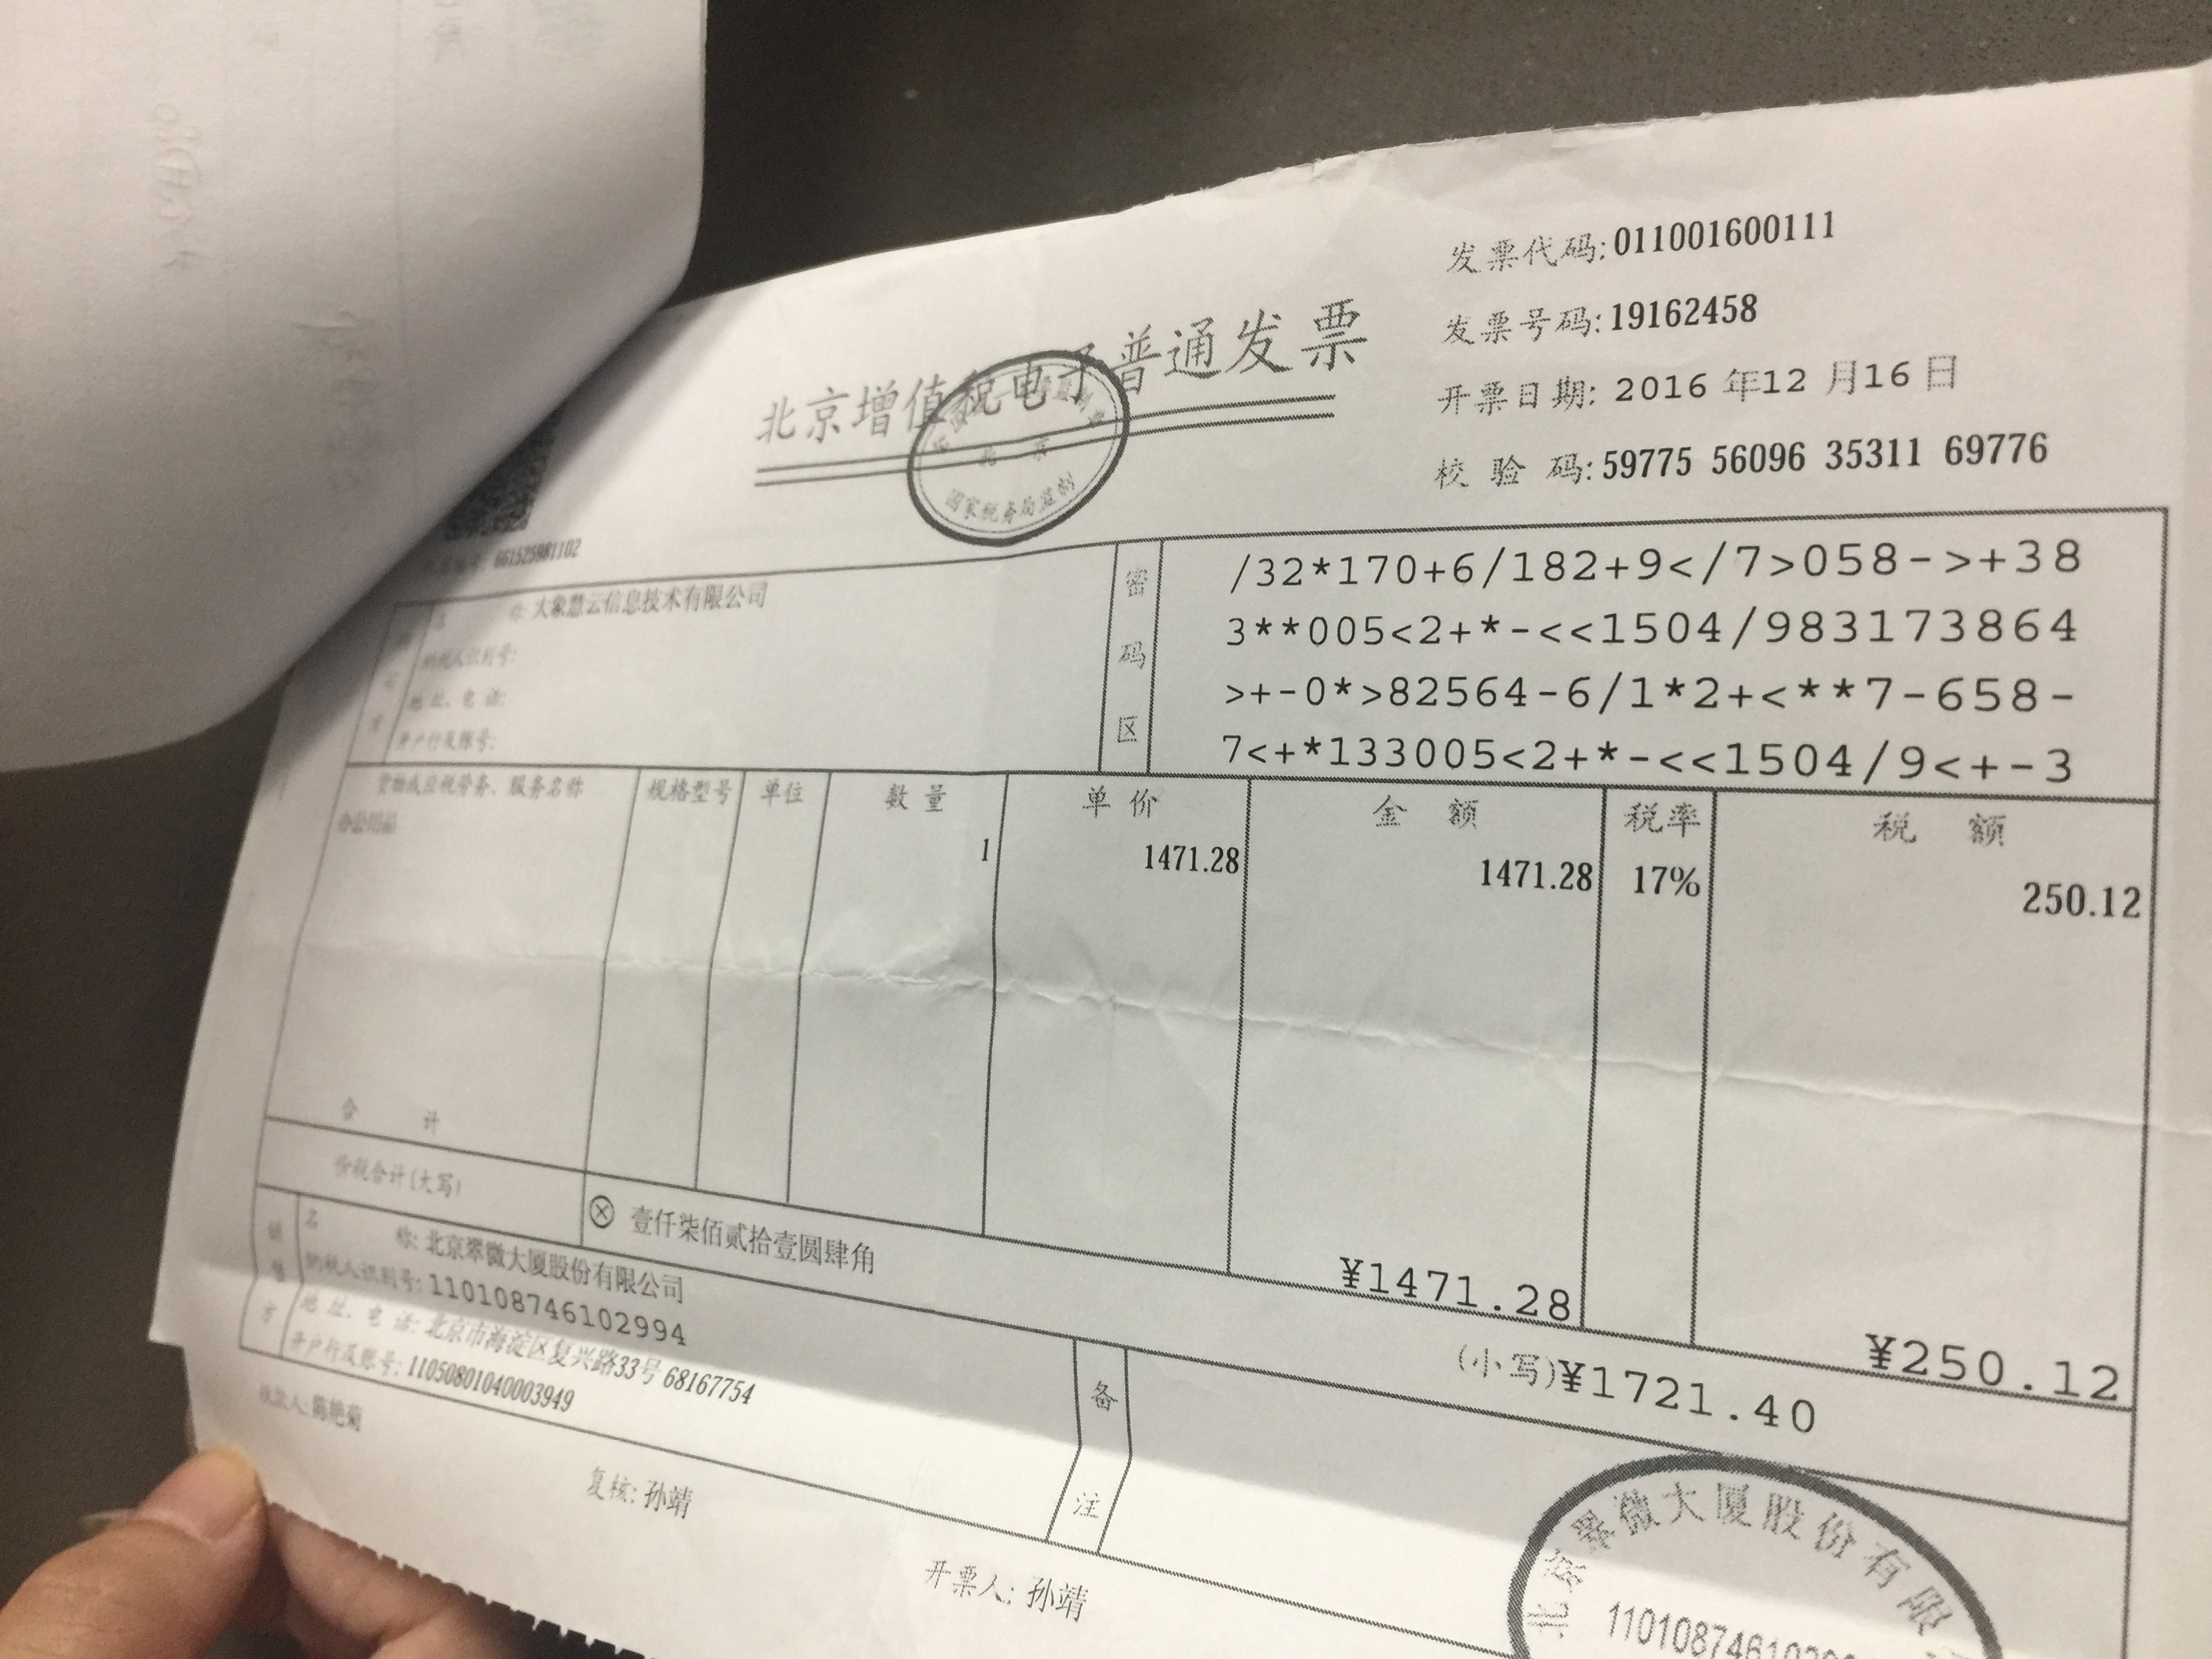 北京增值税电子普通发票
国家税务局监制
发票代码:011001600111
发票号码:19162458
开票日期: 2016 年12 月16 日
校 验 码:59775 56096 35311 69776
661525981102
称:大象慧云信息技术有限公司
纳税人识别号:
地 址、电 话:
开户行及账号:
方
密码区
/32*170+6/182+9</7>058->+38
3**005<2+*-<<1504/983173864
>+-0*>82564-6/1*2+<**7-658-
7<+*133005<2+*-<<1504/9<+-3
货物或应税劳务、服务名称 规格型号 单位 数 量 单 价 金 额 税率 税 额
办公用品 1 1471.28 1471.28 17% 250.12
合 计 ¥1471.28 ¥250.12
价税合计(大写) ⊗ 壹仟柒佰贰拾壹圆肆角 (小写)¥1721.40
销售方
名 称: 北京翠微大厦股份有限公司
纳税人识别号: 110108746102994
地 址、电 话: 北京市海淀区复兴路33号 68167754
开户行及账号: 11050801040003949
备注
收款人: 陈艳菊
复核: 孙靖
开票人: 孙靖
北京翠微大厦股份有限
110108746102